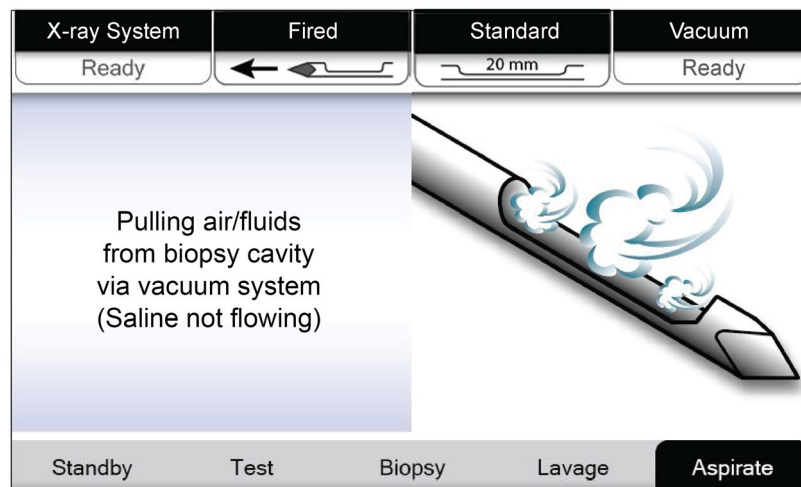 X-ray System
Fired
Standard
Vacuum
Ready
20 mm
Ready
Pulling air/fluids
from biopsy cavity
via vacuum system
(Saline not flowing)
Standby
Test
Biopsy
Lavage
Aspirate